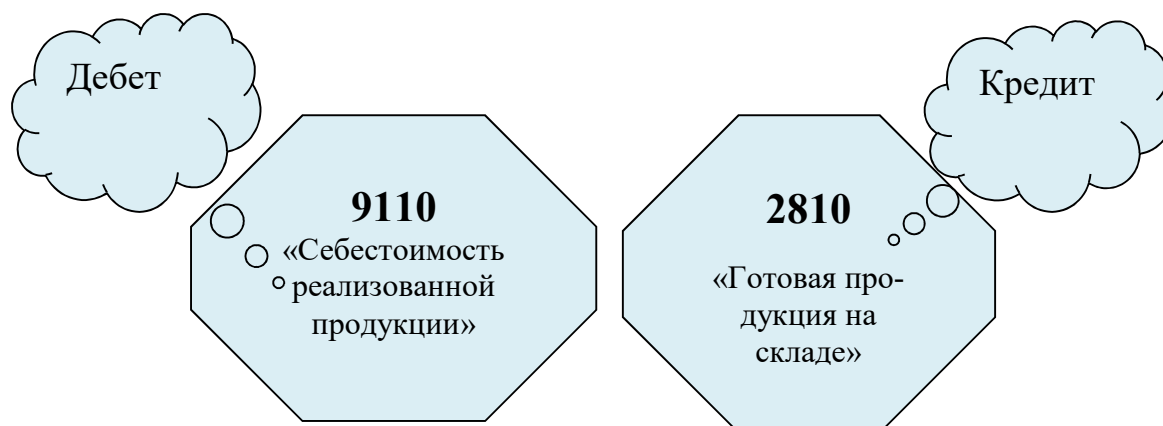 Дебет
Кредит
9110
«Себестоимость
реализованной
продукции»
2810
«Готовая про-
дукция на
складе»